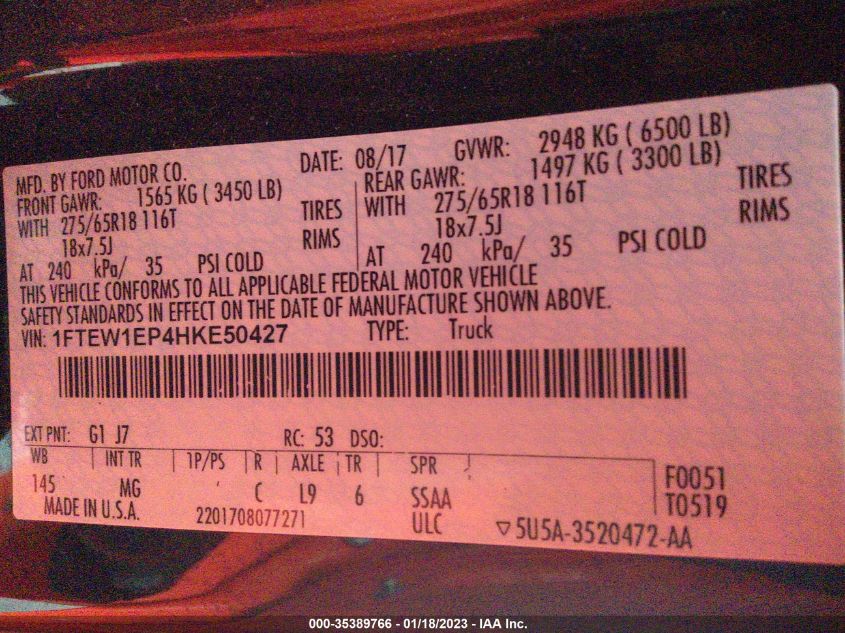 MFD. BY FORD MOTOR CO. DATE: 08/17 GVWR: 2948 KG ( 6500 LB)
FRONT GAWR: 1565 KG ( 3450 LB) REAR GAWR: 1497 KG ( 3300 LB)
WITH 275/65R18 116T TIRES WITH 275/65R18 116T TIRES
18x7.5J RIMS 18x7.5J RIMS
AT 240 kPa/ 35 PSI COLD AT 240 kPa/ 35 PSI COLD
THIS VEHICLE CONFORMS TO ALL APPLICABLE FEDERAL MOTOR VEHICLE
SAFETY STANDARDS IN EFFECT ON THE DATE OF MANUFACTURE SHOWN ABOVE.
VIN: 1FTEW1EP4HKE50427 TYPE: Truck
EXT PNT: G1 J7 RC: 53 DSO:
WB INT TR 1P/PS R AXLE TR SPR F0051
145 MG C L9 6 SSAA T0519
MADE IN U.S.A. 2201708077271 ULC ▽5U5A-3520472-AA
000-35389766 - 01/18/2023 - IAA Inc.